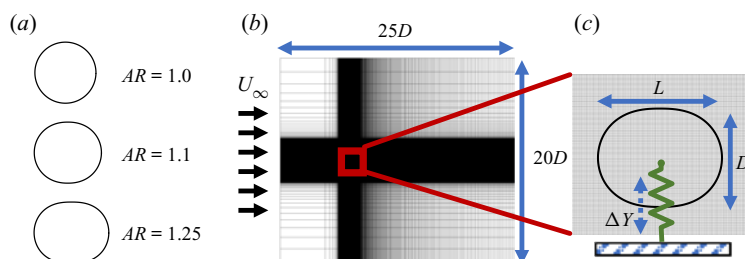 (a)
AR = 1.0
AR = 1.1
AR = 1.25
(b)
25D
U∞
20D
(c)
L
D
ΔY